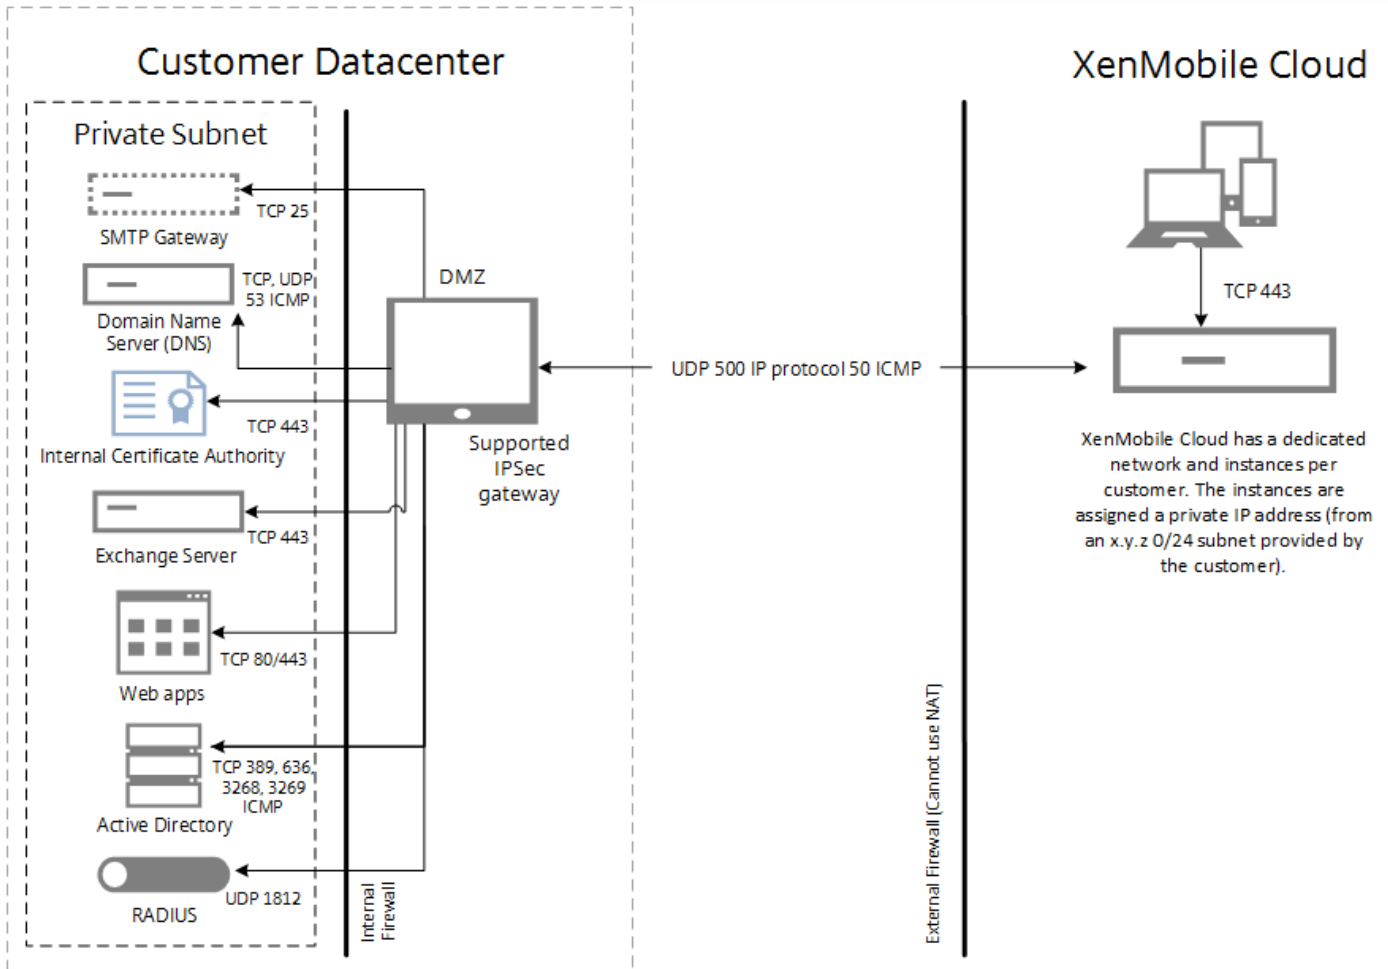 Customer Datacenter
XenMobile Cloud
Private Subnet
TCP 25
SMTP Gateway
TCP, UDP
53 ICMP
Domain Name
Server (DNS)
TCP 443
Internal Certificate Authority
TCP 443
Exchange Server
TCP 80/443
Web apps
TCP 389, 636,
3268, 3269
ICMP
Active Directory
UDP 1812
RADIUS
Internal
Firewall
DMZ
Supported
IPSec
gateway
UDP 500 IP protocol 50 ICMP
External Firewall (Cannot use NAT)
TCP 443
XenMobile Cloud has a dedicated
network and instances per
customer. The instances are
assigned a private IP address (from
an x.y.z 0/24 subnet provided by
the customer).